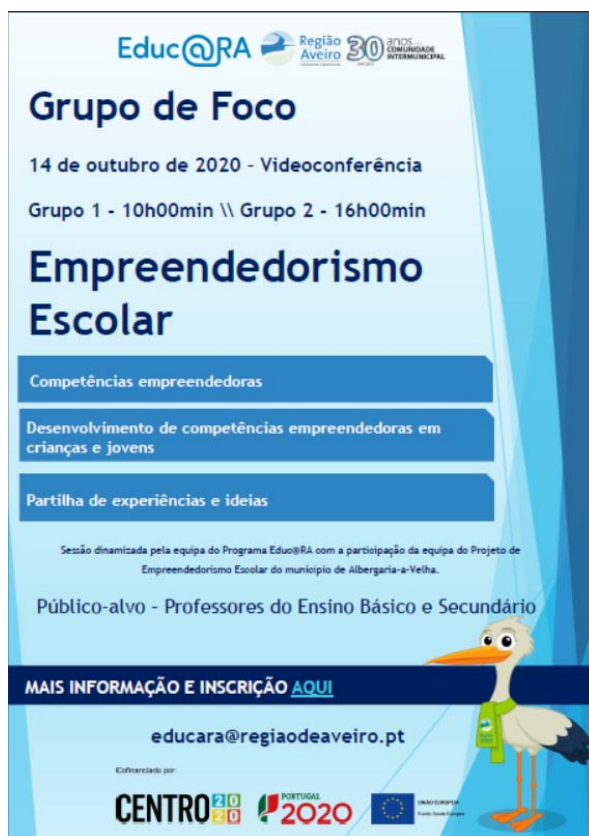 Educ@RA Região Aveiro 30 anos COMUNIDADE INTERMUNICIPAL
Grupo de Foco
14 de outubro de 2020 - Videoconferência
Grupo 1 - 10h00min \\ Grupo 2 - 16h00min
Empreendedorismo
Escolar
Competências empreendedoras
Desenvolvimento de competências empreendedoras em
crianças e jovens
Partilha de experiências e ideias
Sessão dinamizada pela equipa do Programa Educ@RA com a participação da equipa do Projeto de
Empreendedorismo Escolar do município de Albergaria-a-Velha.
Público-alvo - Professores do Ensino Básico e Secundário
MAIS INFORMAÇÃO E INSCRIÇÃO AQUI
educara@regiaodeaveiro.pt
Cofinanciado por:
CENTRO 2020
PORTUGAL 2020
UNIÃO EUROPEIA
Fundo Social Europeu